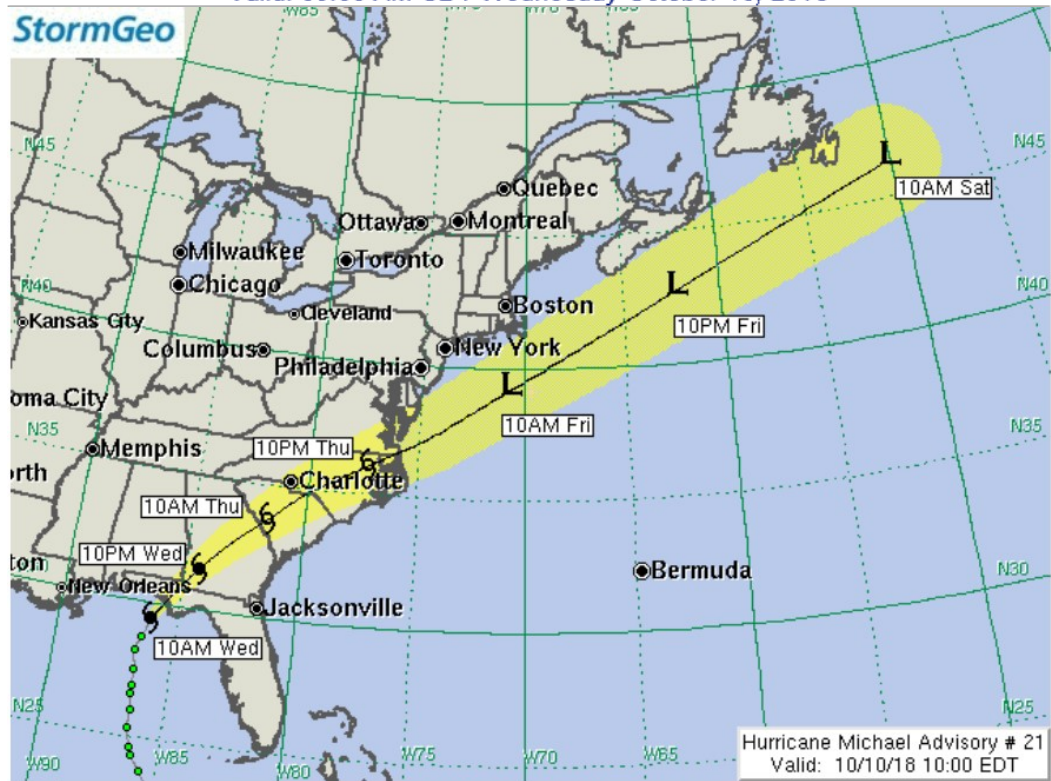 StormGeo
W85
W75
W70
N45
N45
Quebec
10AM Sat
Ottawa
Montreal
Milwaukee
Toronto
Chicago
N40
Boston
10PM Fri
N40
Kansas City
Cleveland
Columbus
New York
Philadelphia
oma City
N35
10PM Thu
10AM Fri
Memphis
N35
rth
Charlotte
10AM Thu
10PM Wed
ton
Bermuda
N30
New Orleans
Jacksonville
10AM Wed
N25
N25
W90
W85
W80
W75
W70
W65
Hurricane Michael Advisory # 21
Valid: 10/10/18 10:00 EDT